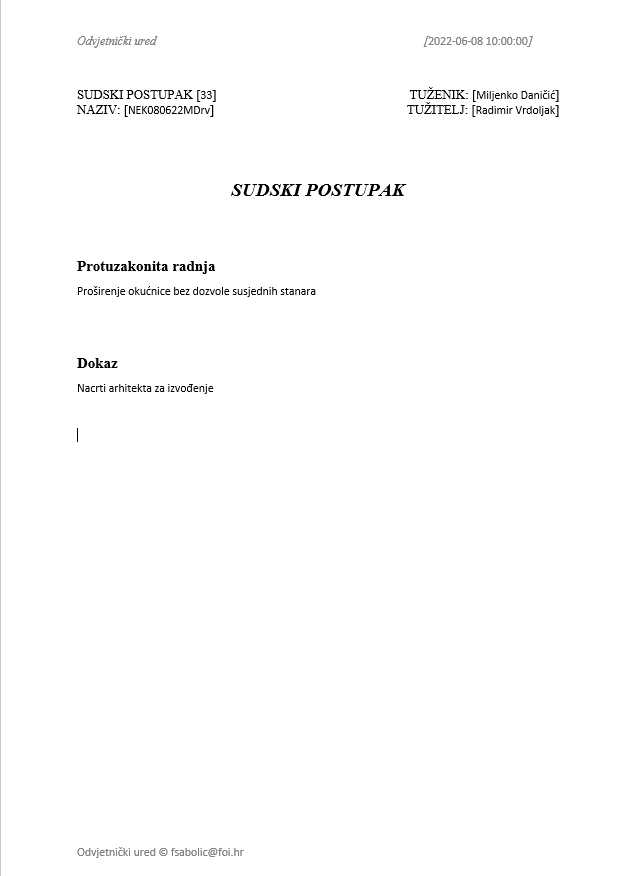 Odvjetnički ured [2022-06-08 10:00:00]
SUDSKI POSTUPAK [33] TUŽENIK: [Miljenko Daničić]
NAZIV: [NEK080622MDrv] TUŽITELJ: [Radimir Vrdoljak]
SUDSKI POSTUPAK
Protuzakonita radnja
Proširenje okućnice bez dozvole susjednih stanara
Dokaz
Nacrti arhitekta za izvođenje
Odvjetnički ured © fsabolic@foi.hr